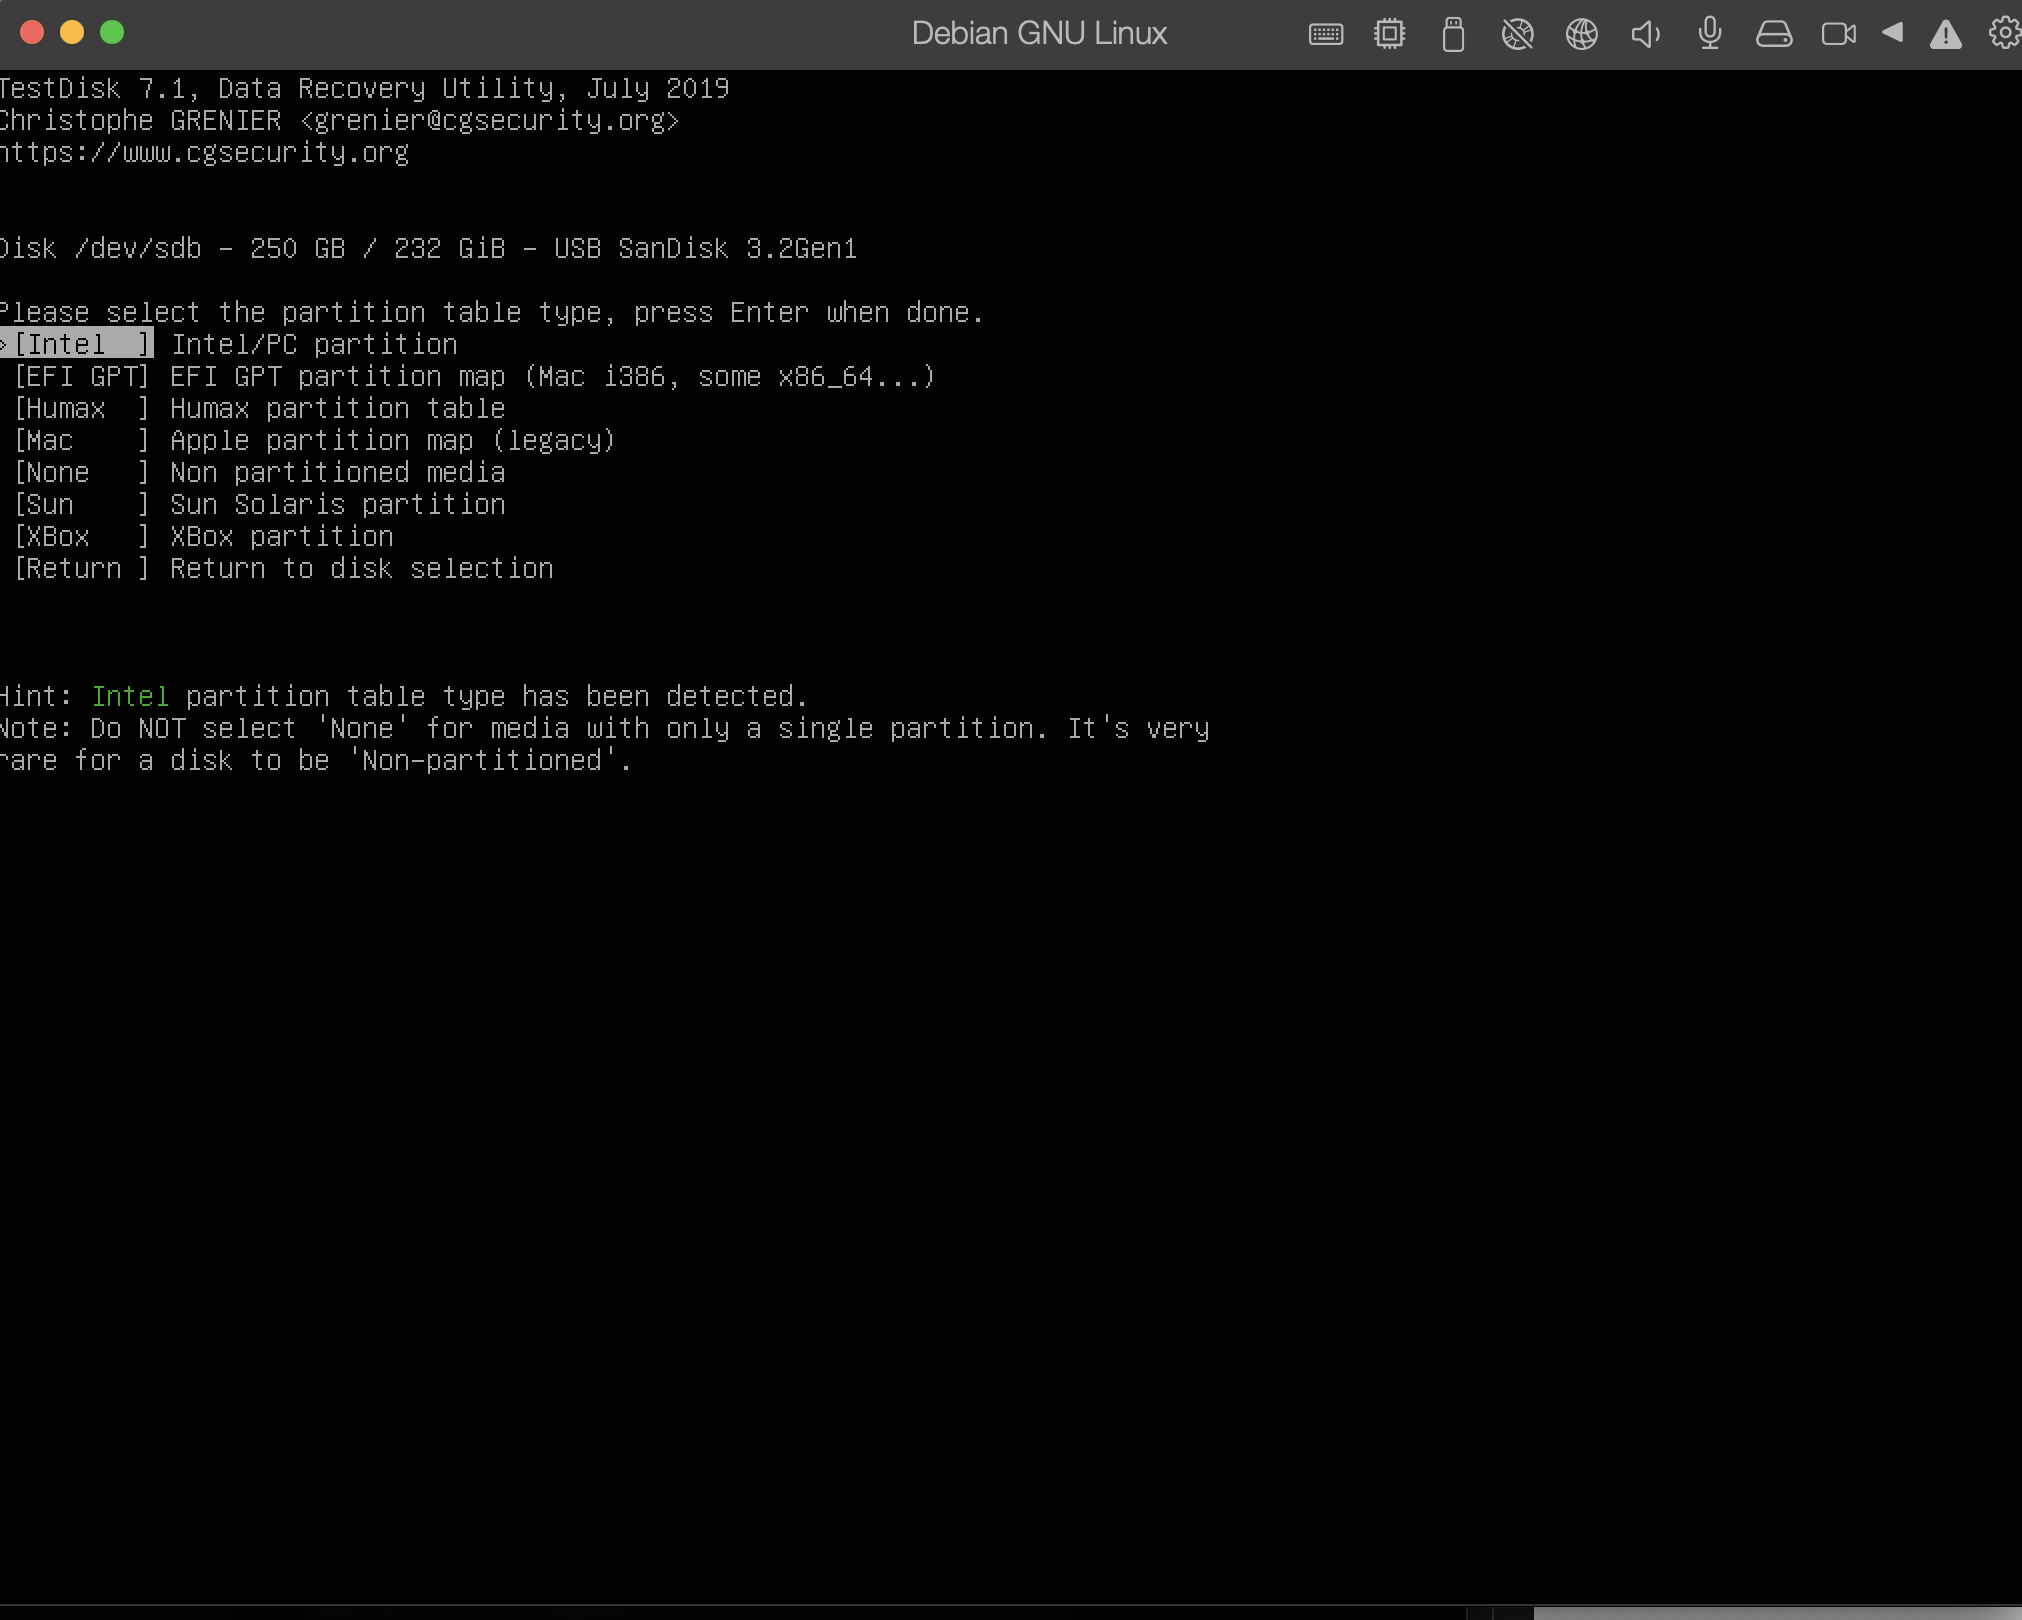 Debian GNU Linux
TestDisk 7.1, Data Recovery Utility, July 2019
Christophe GRENIER <grenier@cgsecurity.org>
https://www.cgsecurity.org
Disk /dev/sdb - 250 GB / 232 GiB - USB SanDisk 3.2Gen1
Please select the partition table type, press Enter when done.
>[Intel  ] Intel/PC partition
[EFI GPT] EFI GPT partition map (Mac i386, some x86_64...)
[Humax  ] Humax partition table
[Mac    ] Apple partition map (legacy)
[None   ] Non partitioned media
[Sun    ] Sun Solaris partition
[XBox   ] XBox partition
[Return ] Return to disk selection
Hint: Intel partition table type has been detected.
Note: Do NOT select 'None' for media with only a single partition. It's very
rare for a disk to be 'Non-partitioned'.